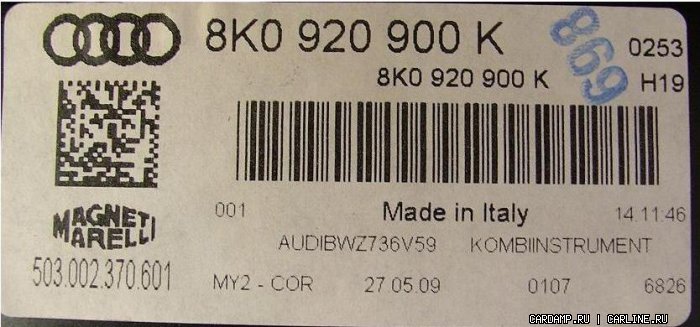 8K0 920 900 K
869
0253
8K0 920 900 K
H19
001
Made in Italy
14:11:46
MAGNETI
MARELLI
AUDIBWZ736V59 KOMBIINSTRUMENT
503.002.370.601
MY2 - COR 27.05.09 0107 6826
CARDAMP.RU | CARLINE.RU